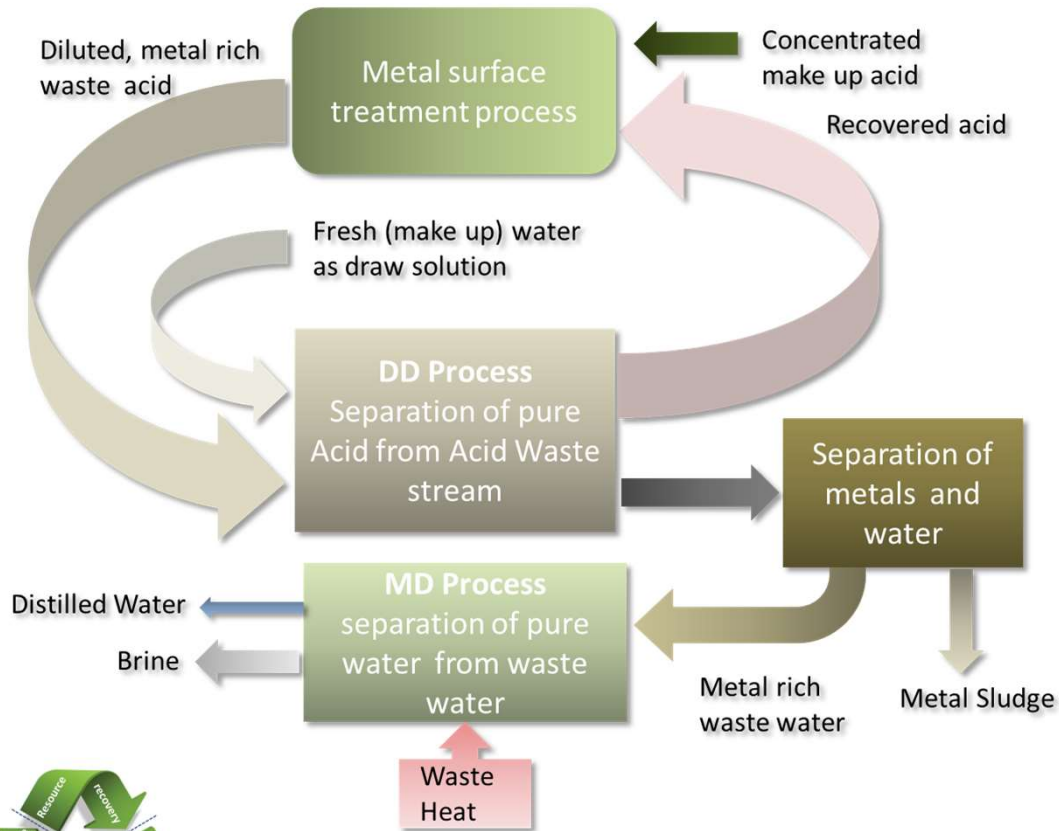 Diluted, metal rich
waste acid
Metal surface
treatment process
Concentrated
make up acid
Recovered acid
Fresh (make up) water
as draw solution
DD Process
Separation of pure
Acid from Acid Waste
stream
Separation of
metals and
water
MD Process
separation of pure
water from waste
water
Distilled Water
Brine
Metal rich
waste water
Metal Sludge
Waste
Heat
Resource
recovery